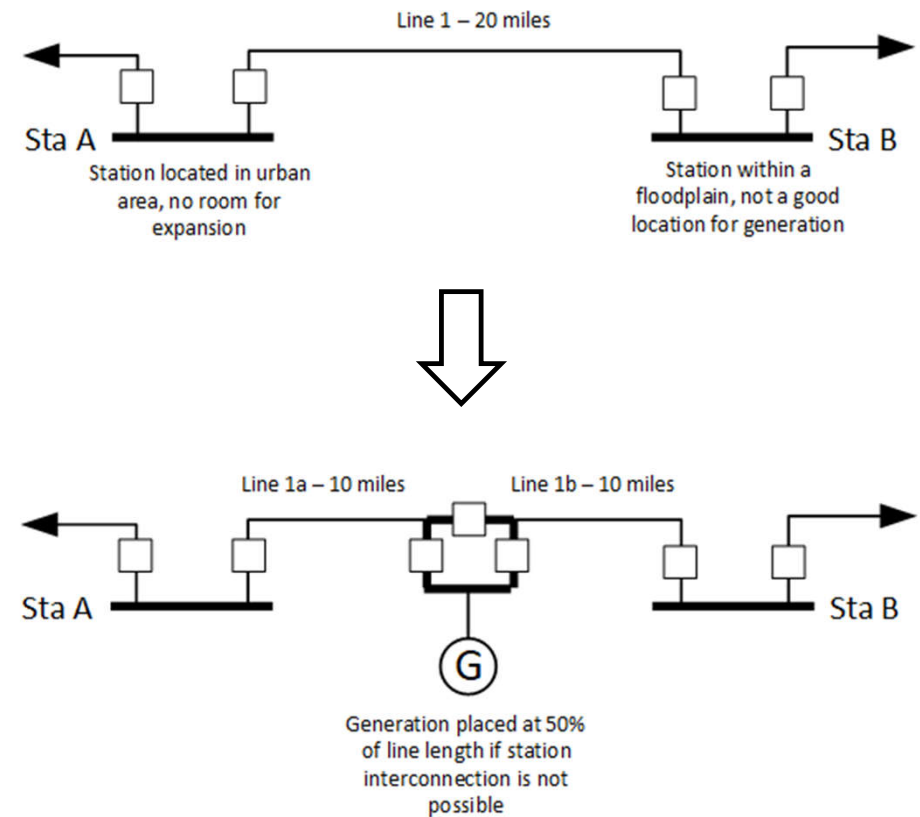 Line 1 – 20 miles
Sta A
Sta B
Station located in urban
area, no room for
expansion
Station within a
floodplain, not a good
location for generation
Line 1a – 10 miles
Line 1b – 10 miles
Sta A
Sta B
G
Generation placed at 50%
of line length if station
interconnection is not
possible